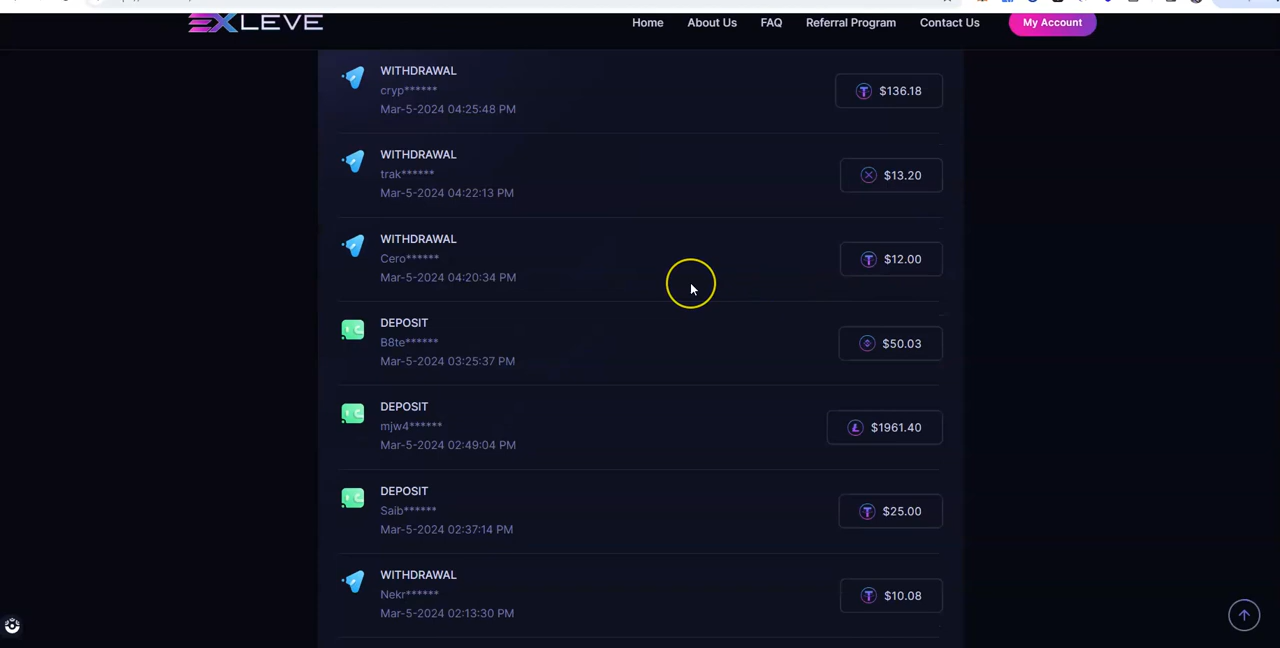 EXLEVE
Home About Us FAQ Referral Program Contact Us My Account
WITHDRAWAL
cryp******
Mar-5-2024 04:25:48 PM
$136.18
WITHDRAWAL
trak******
Mar-5-2024 04:22:13 PM
$13.20
WITHDRAWAL
Cero******
Mar-5-2024 04:20:34 PM
$12.00
DEPOSIT
B8te******
Mar-5-2024 03:25:37 PM
$50.03
DEPOSIT
mjw4******
Mar-5-2024 02:49:04 PM
$1961.40
DEPOSIT
Saib******
Mar-5-2024 02:37:14 PM
$25.00
WITHDRAWAL
Nekr******
Mar-5-2024 02:13:30 PM
$10.08